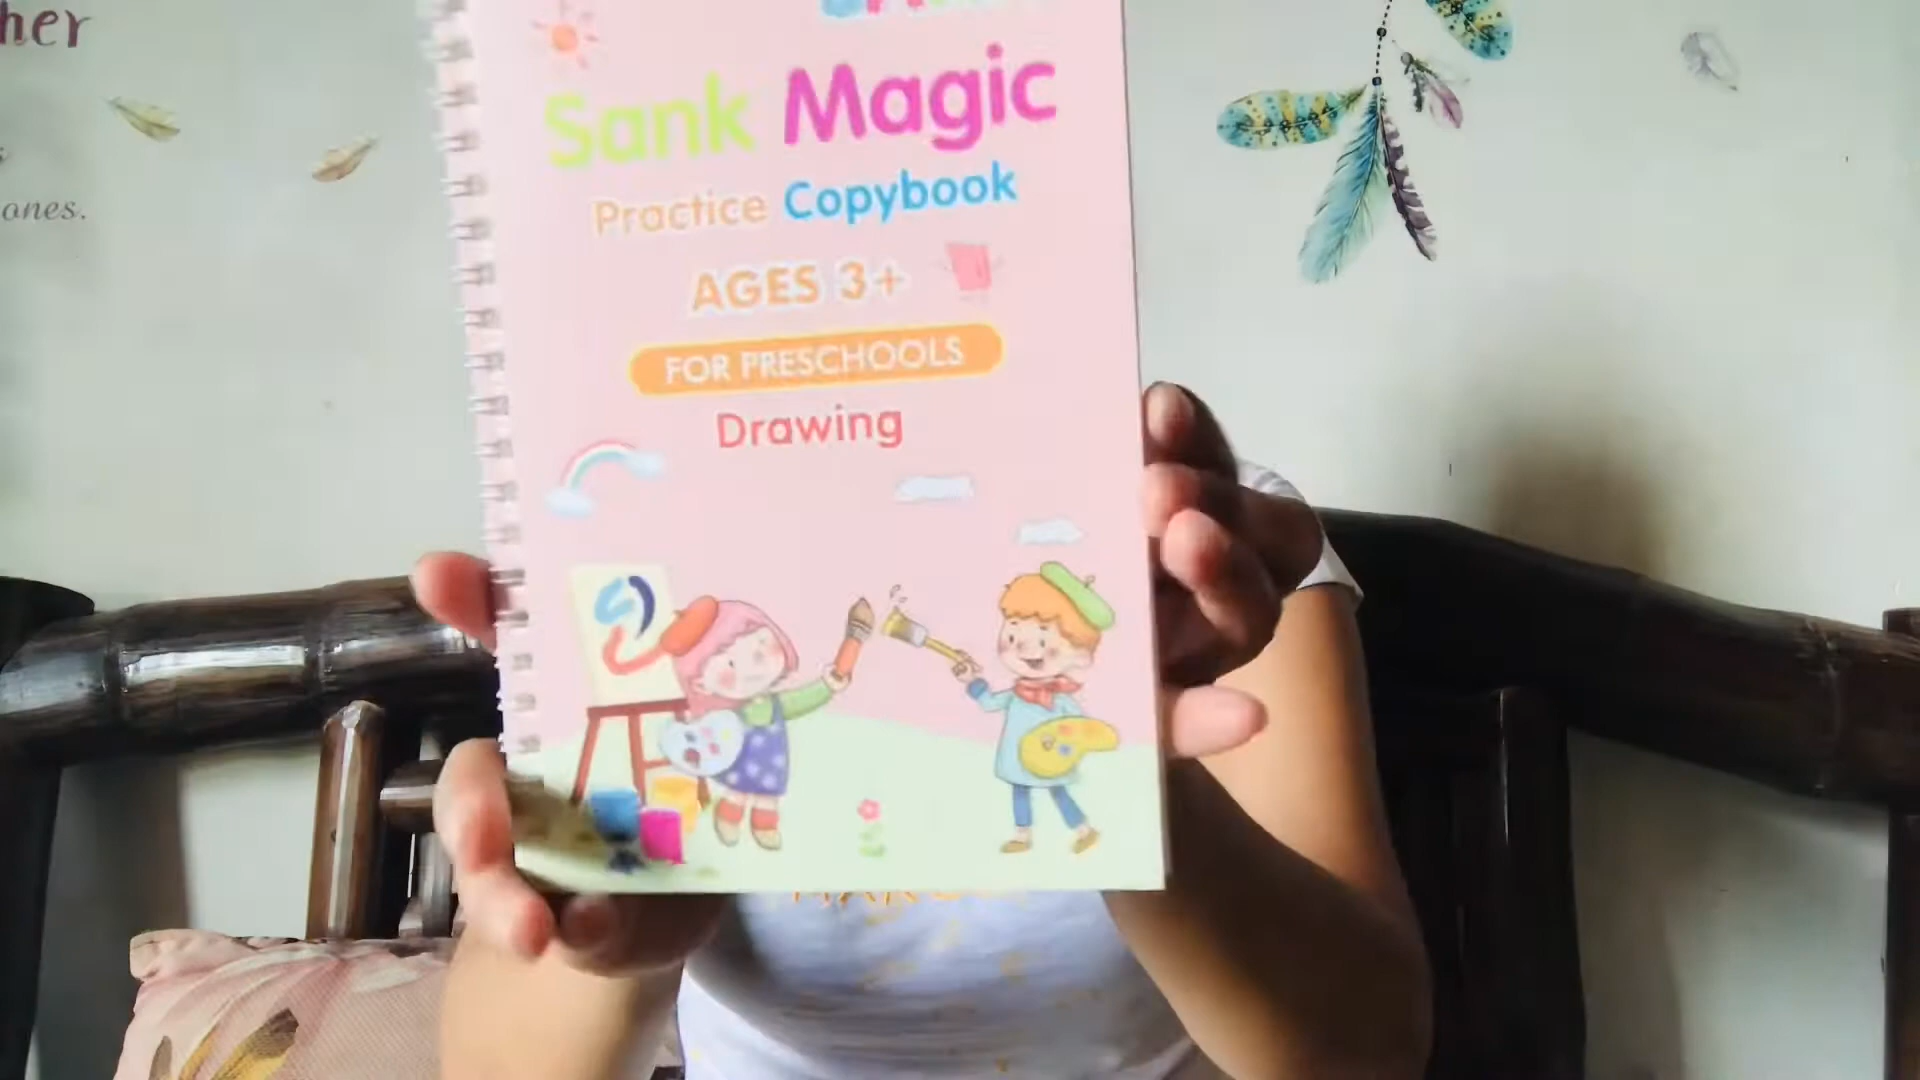 her
ones.
Sank Magic
Practice Copybook
AGES 3+
FOR PRESCHOOLS
Drawing